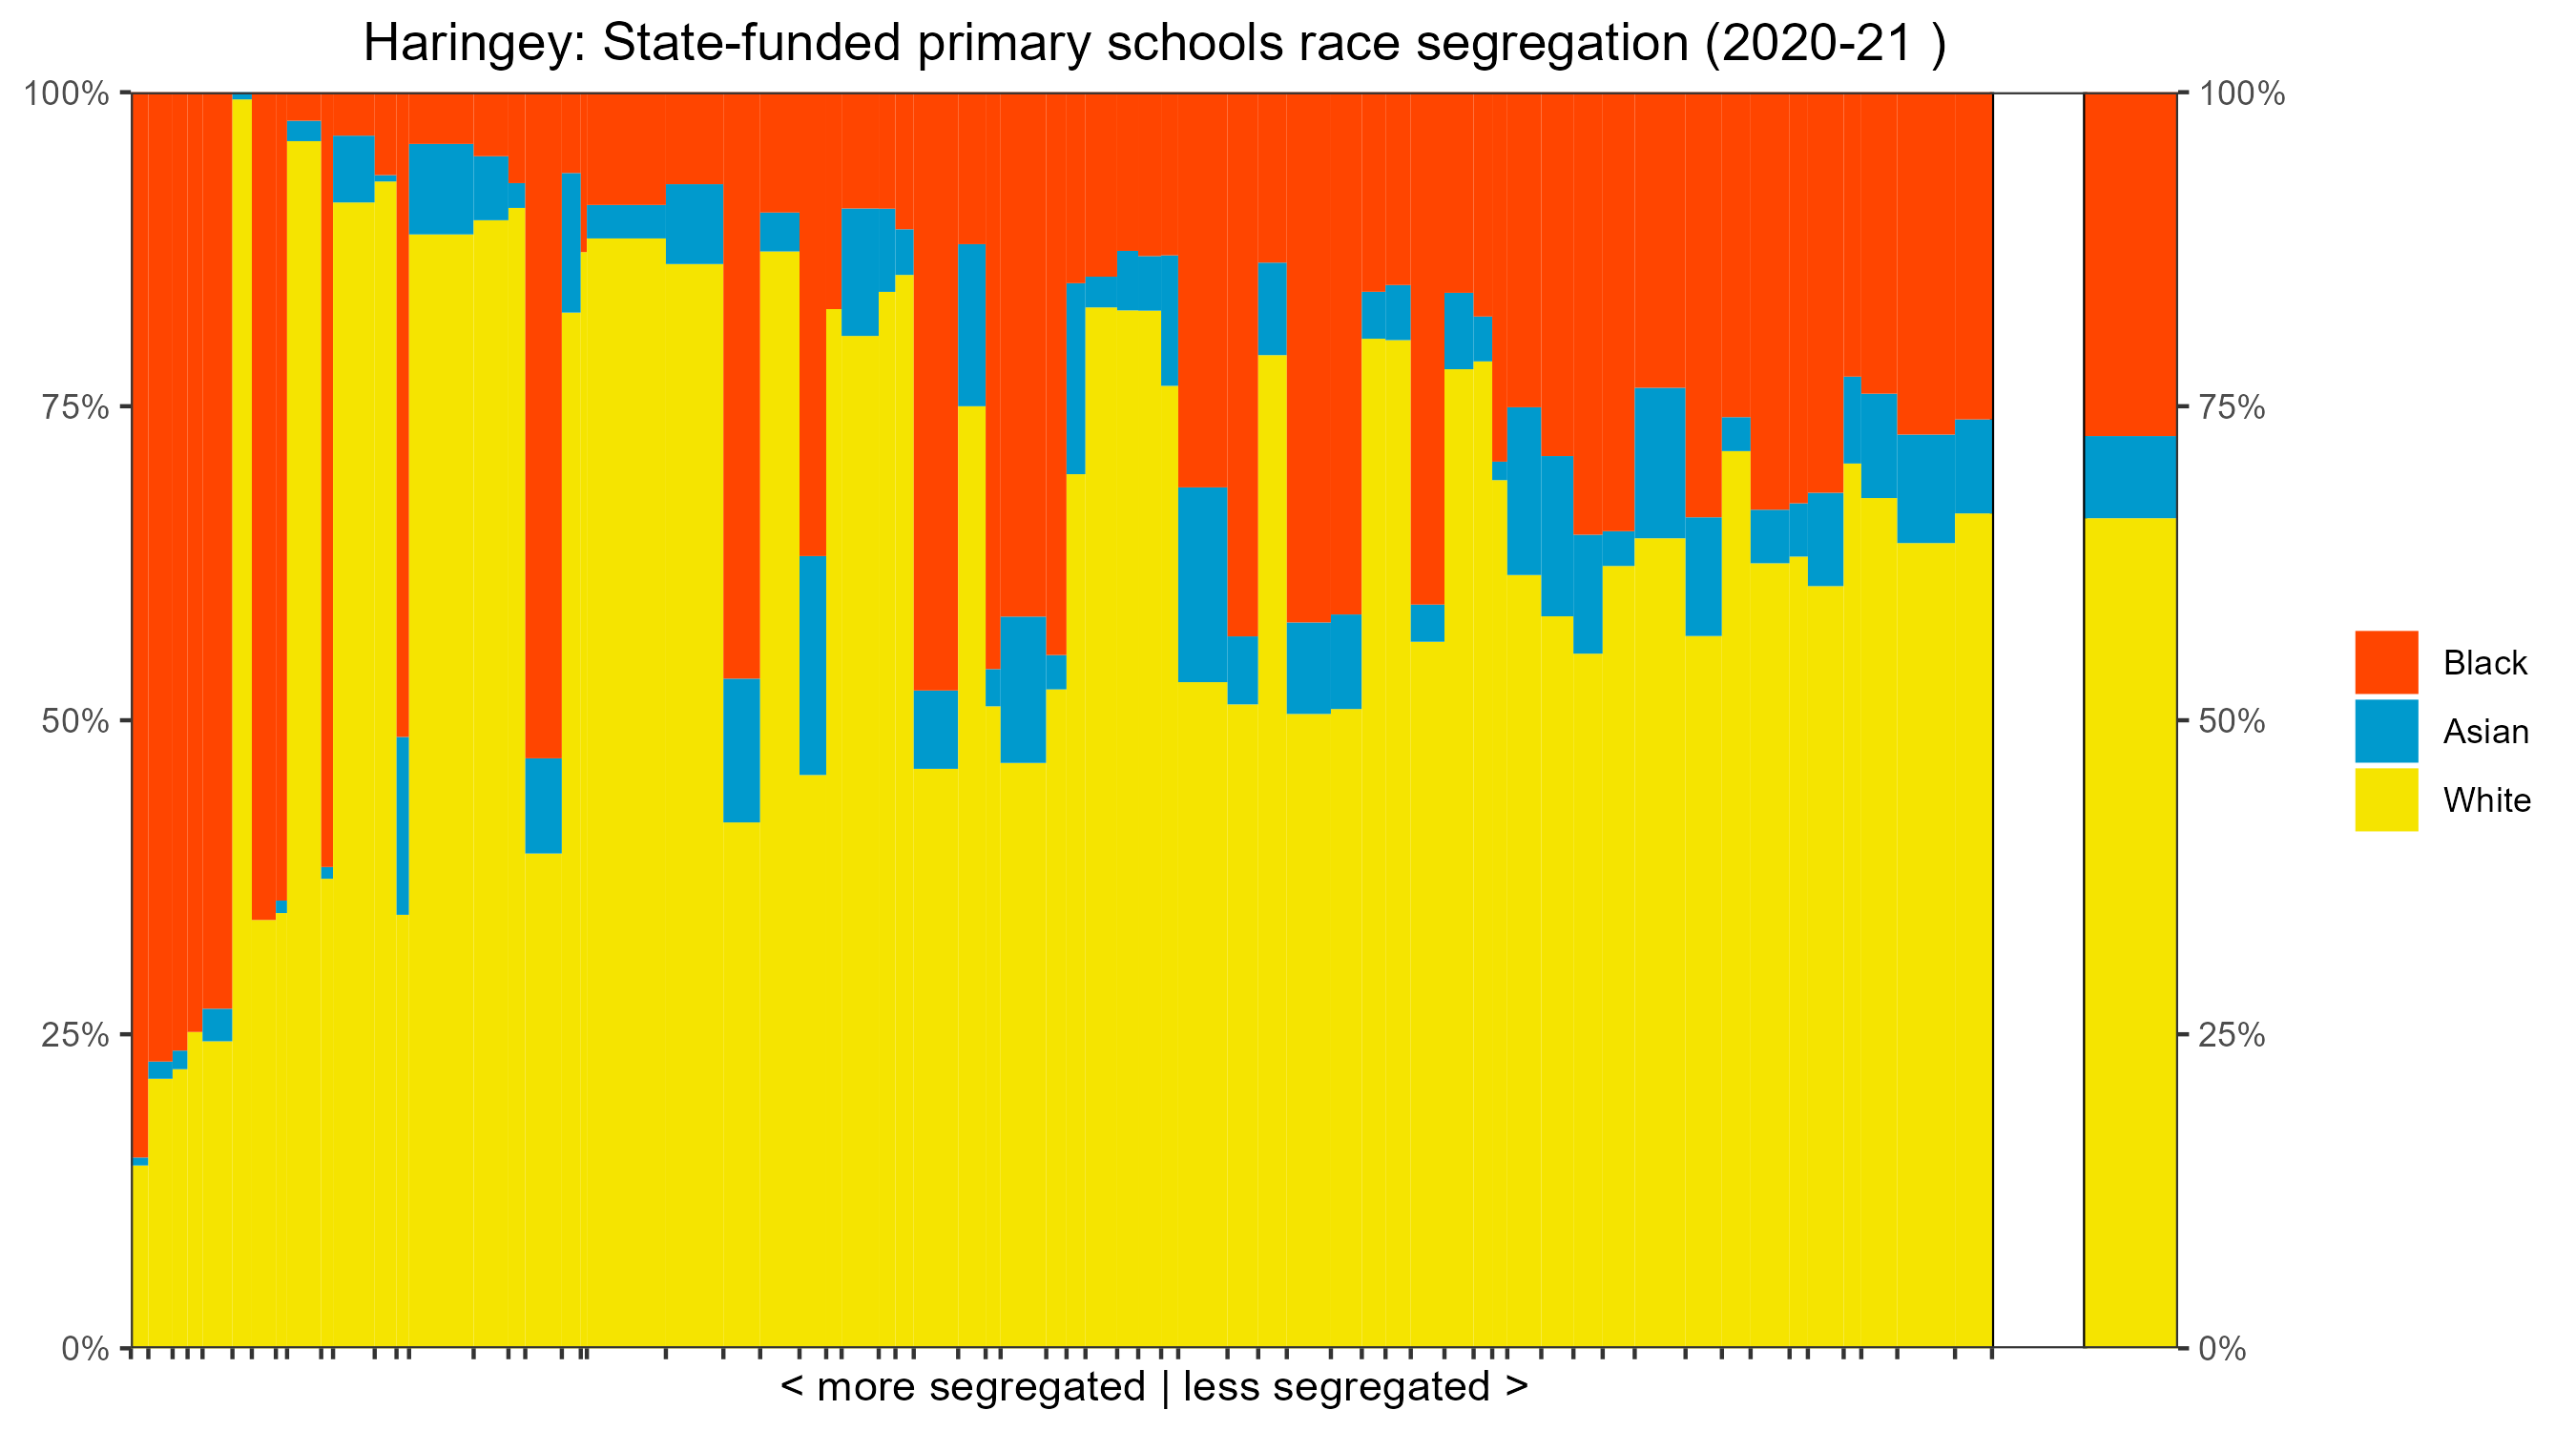 Haringey: State-funded primary schools race segregation (2020-21 )
100%
75%
50%
25%
0%
100%
75%
50%
25%
0%
Black
Asian
White
< more segregated | less segregated >